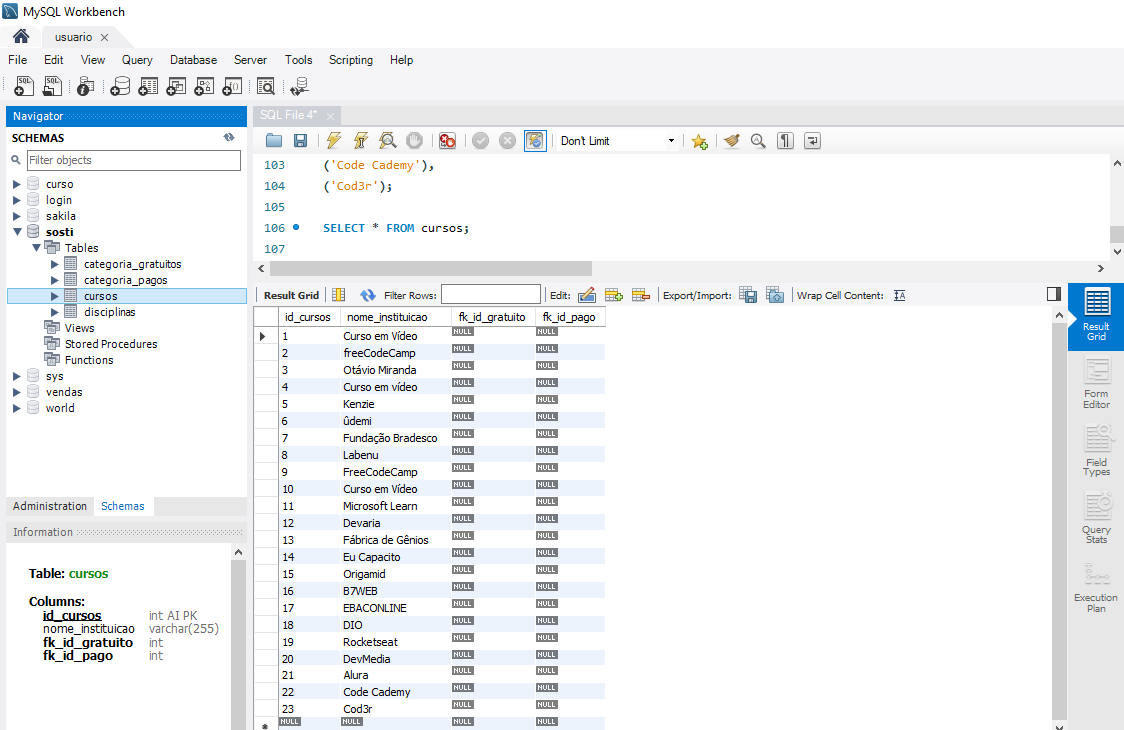 MySQL Workbench
usuario
File Edit View Query Database Server Tools Scripting Help
Navigator
SCHEMAS
Filter objects
curso
login
sakila
sosti
Tables
categoria_gratuitos
categoria_pagos
cursos
disciplinas
Views
Stored Procedures
Functions
sys
vendas
world
Administration Schemas
Information
Table: cursos
Columns:
id_cursos int AI PK
nome_instituicao varchar(255)
fk_id_gratuito int
fk_id_pago int
SQL File 4*
Don't Limit
103 ('Code Cademy'),
104 ('Cod3r');
105
106 SELECT * FROM cursos;
107
Result Grid Filter Rows: Edit: Export/Import: Wrap Cell Content:
id_cursos nome_instituicao fk_id_gratuito fk_id_pago
1 Curso em Vídeo NULL NULL
2 freeCodeCamp NULL NULL
3 Otávio Miranda NULL NULL
4 Curso em vídeo NULL NULL
5 Kenzie NULL NULL
6 ûdemi NULL NULL
7 Fundação Bradesco NULL NULL
8 Labenu NULL NULL
9 FreeCodeCamp NULL NULL
10 Curso em Vídeo NULL NULL
11 Microsoft Learn NULL NULL
12 Devaria NULL NULL
13 Fábrica de Gênios NULL NULL
14 Eu Capacito NULL NULL
15 Origamid NULL NULL
16 B7WEB NULL NULL
17 EBACONLINE NULL NULL
18 DIO NULL NULL
19 Rocketseat NULL NULL
20 DevMedia NULL NULL
21 Alura NULL NULL
22 Code Cademy NULL NULL
23 Cod3r NULL NULL
NULL NULL NULL NULL
Result
Grid
Form
Editor
Field
Types
Query
Stats
Execution
Plan